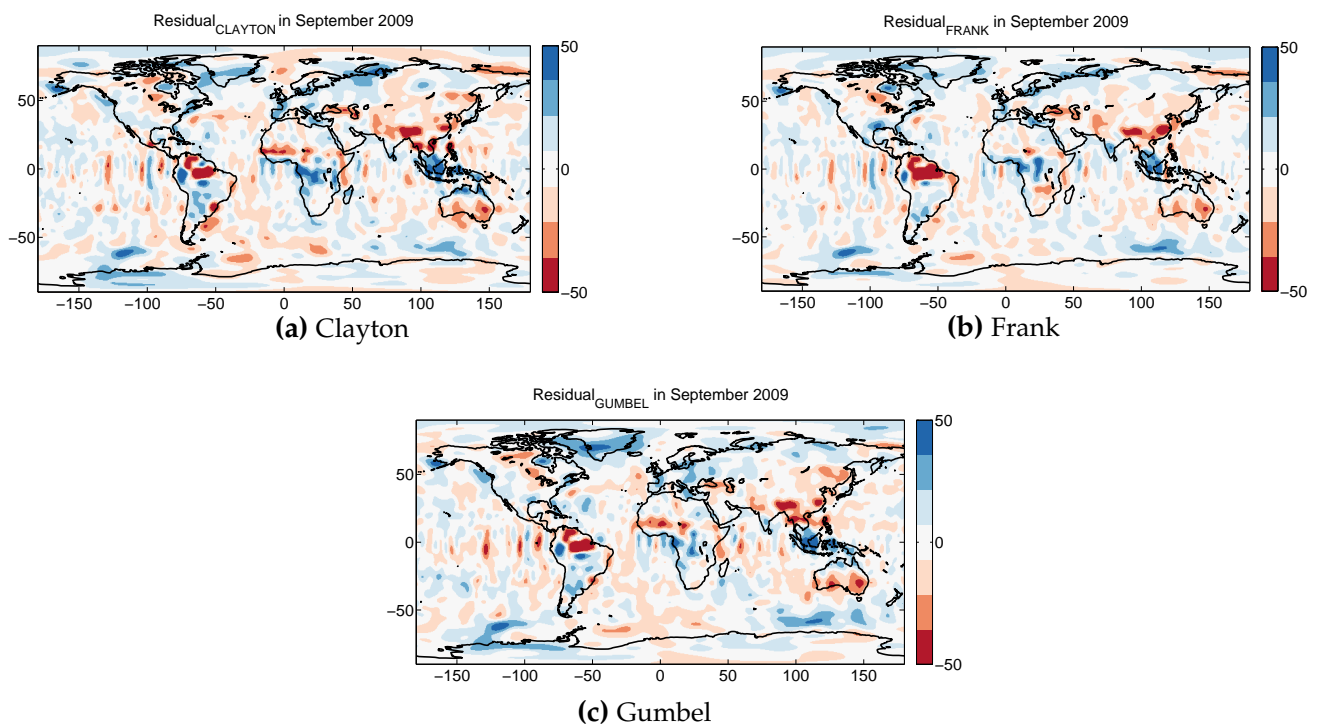 Residual_CLAYTON in September 2009
50
0
−50
50
0
−50
−150 −100 −50 0 50 100 150
(a) Clayton
Residual_FRANK in September 2009
50
0
−50
50
0
−50
−150 −100 −50 0 50 100 150
(b) Frank
Residual_GUMBEL in September 2009
50
0
−50
50
0
−50
−150 −100 −50 0 50 100 150
(c) Gumbel